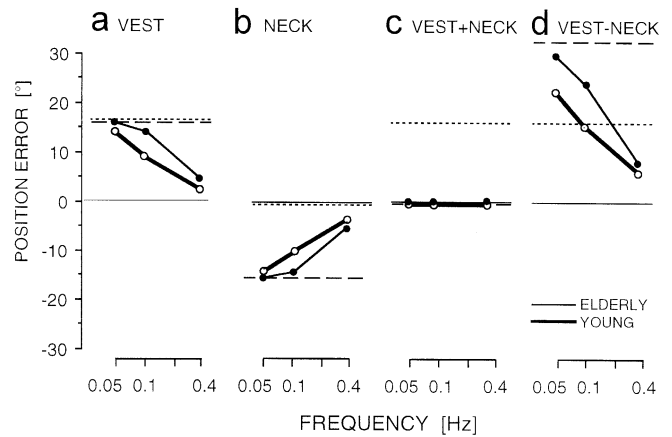 a VEST b NECK c VEST+NECK d VEST-NECK
POSITION ERROR [°]
30
20
10
0
-10
-20
-30
ELDERLY
YOUNG
0.05 0.1 0.4 0.05 0.1 0.4 0.05 0.1 0.4 0.05 0.1 0.4
FREQUENCY [Hz]